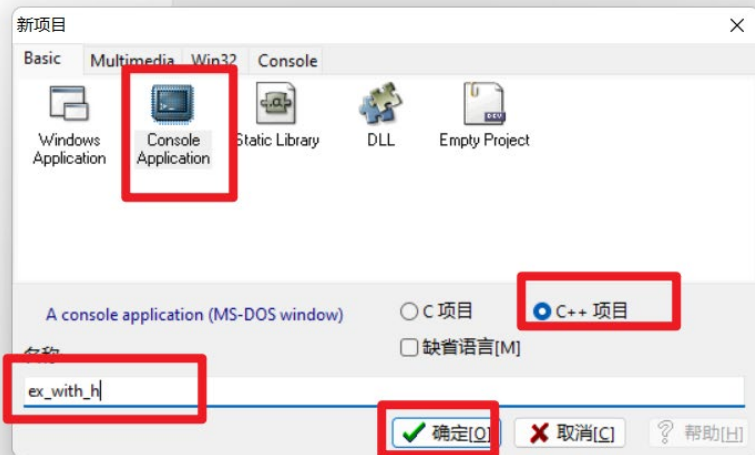 新项目
Basic Multimedia Win32 Console
Windows Application
Console Application
Static Library
DLL
Empty Project
A console application (MS-DOS window)
C 项目
C++ 项目
缺省语言[M]
名称
ex_with_h
确定[O]
取消[C]
帮助[H]